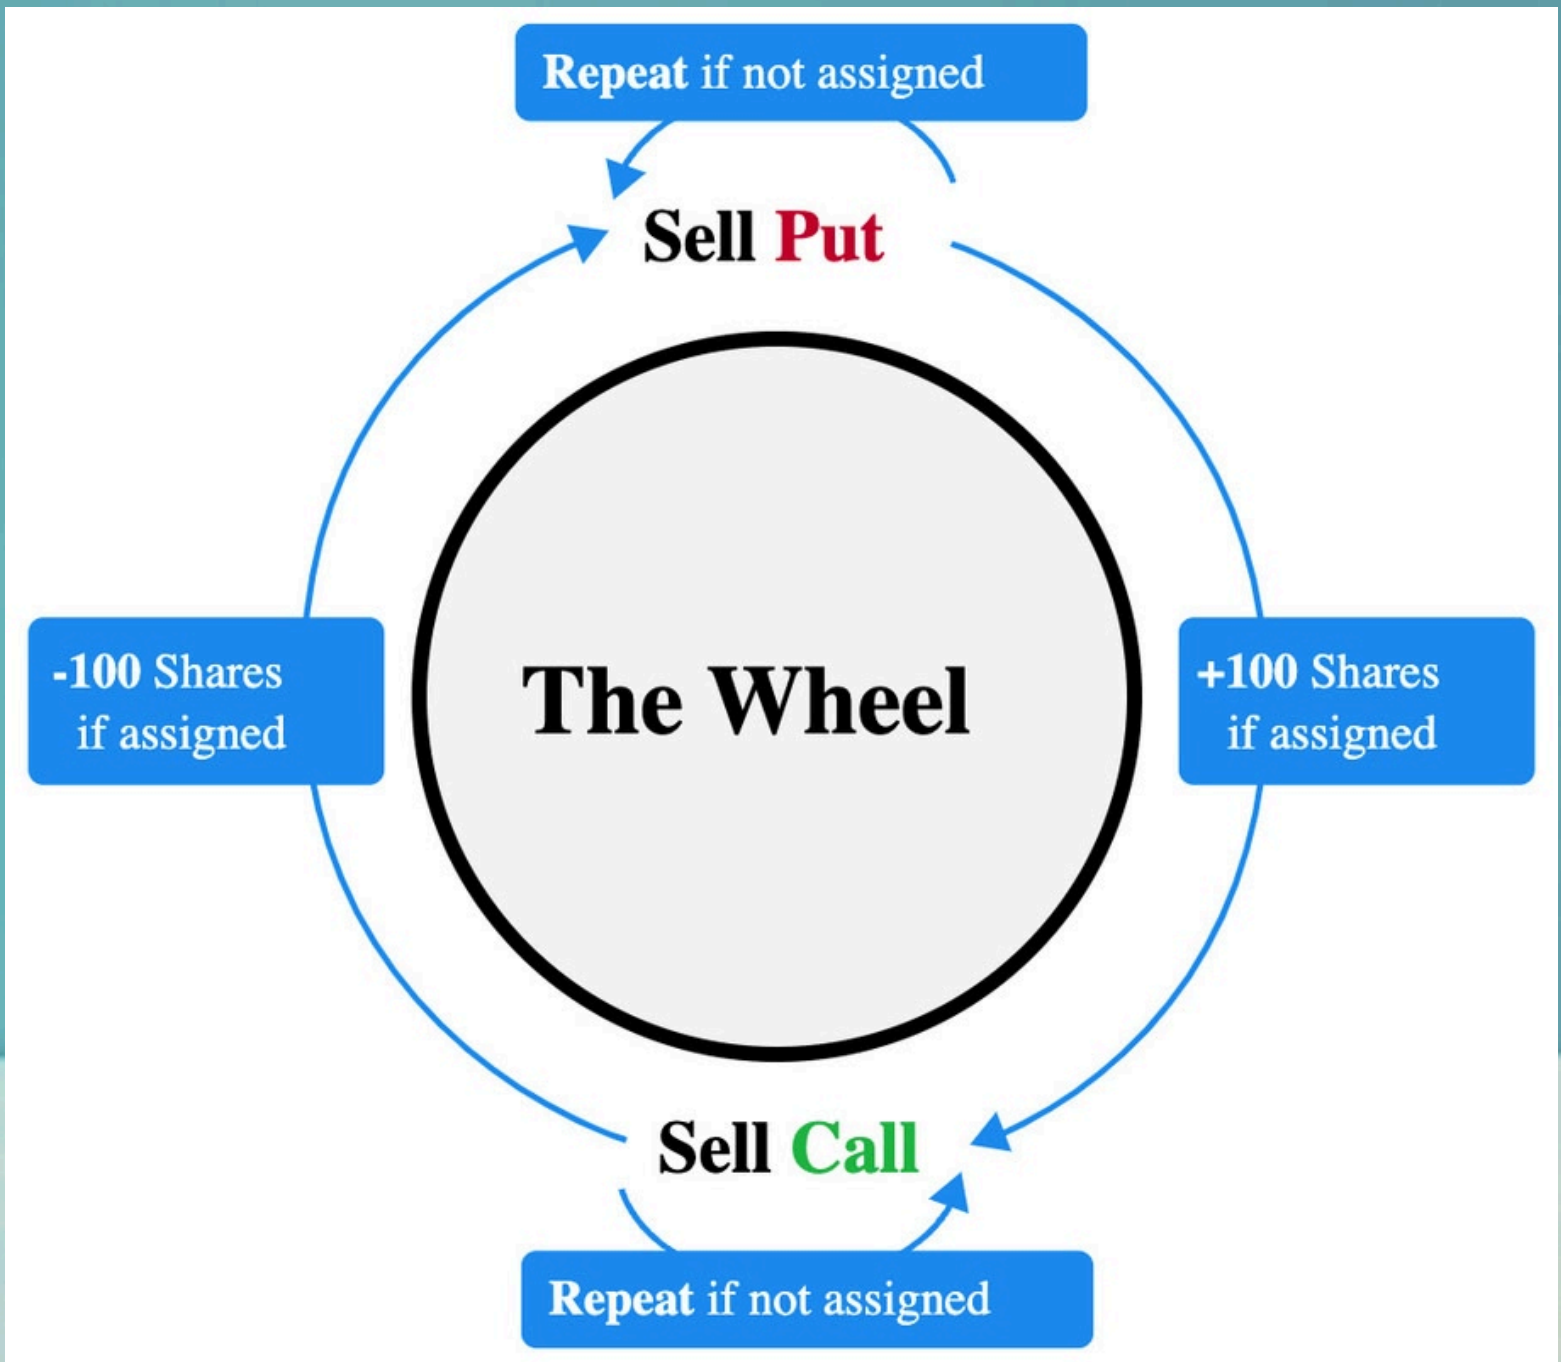 Repeat if not assigned
Sell Put
-100 Shares
if assigned
The Wheel
+100 Shares
if assigned
Sell Call
Repeat if not assigned